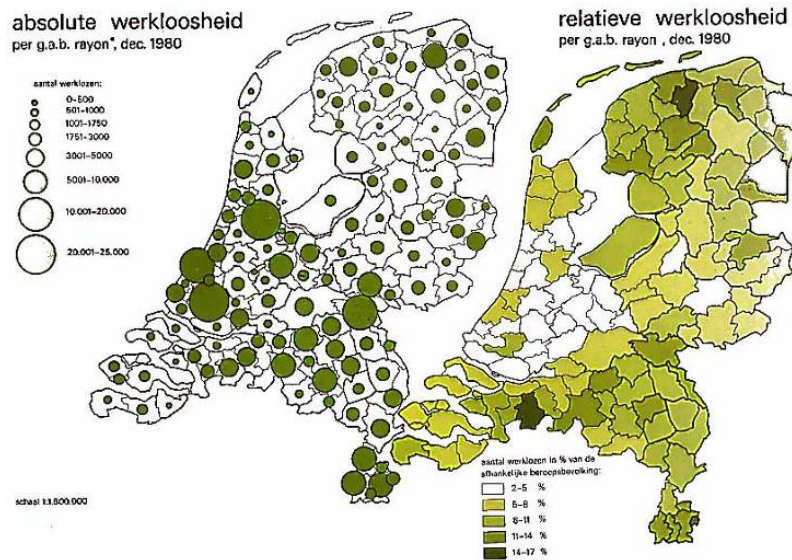 absolute werkloosheid
per g.a.b. rayon*, dec. 1980
aantal werklozen:
0-500
501-1000
1001-1750
1751-3000
3001-5000
5001-10.000
10.001-20.000
20.001-25.000
schaal 1:1.800.000
relatieve werkloosheid
per g.a.b. rayon, dec. 1980
aantal werklozen in % van de
afhankelijke beroepsbevolking:
2-5 %
5-8 %
8-11 %
11-14 %
14-17 %